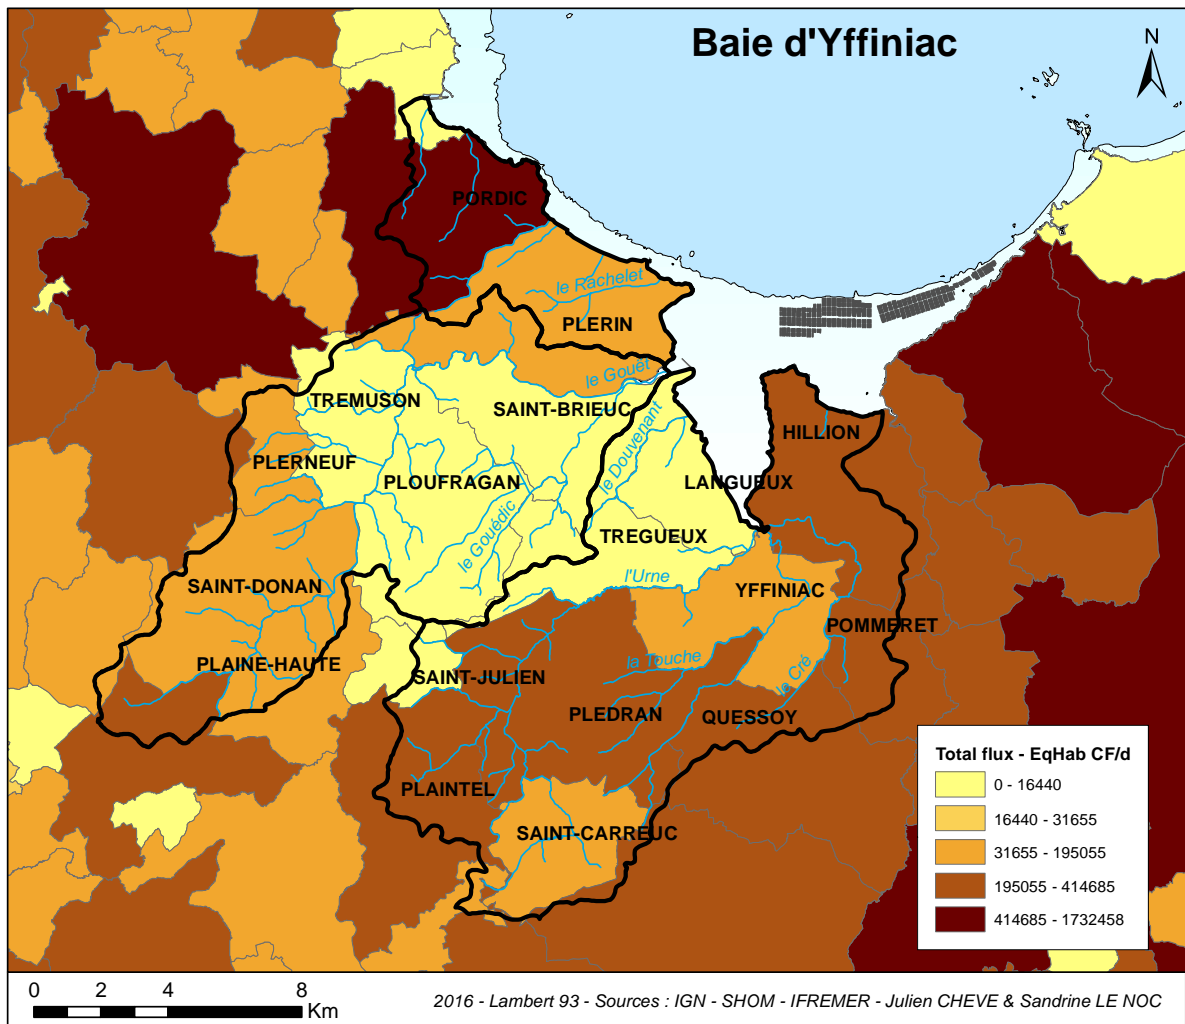 Baie d'Yffiniac
N
PORDIC
le Rachelet
PLERIN
le Gouët
TREMUSON
SAINT-BRIEUC
le Douvenant
HILLION
PLERNEUF
PLOUFRAGAN
LANGUEUX
le Gouédic
TREGUEUX
l'Urne
SAINT-DONAN
YFFINIAC
POMMERET
PLAINE-HAUTE
la Touche
SAINT-JULIEN
le Cré
PLEDRAN
QUESSOY
PLAINTEL
SAINT-CARREUC
Total flux - EqHab CF/d
0 - 16440
16440 - 31655
31655 - 195055
195055 - 414685
414685 - 1732458
0 2 4 8
Km
2016 - Lambert 93 - Sources : IGN - SHOM - IFREMER - Julien CHEVE & Sandrine LE NOC